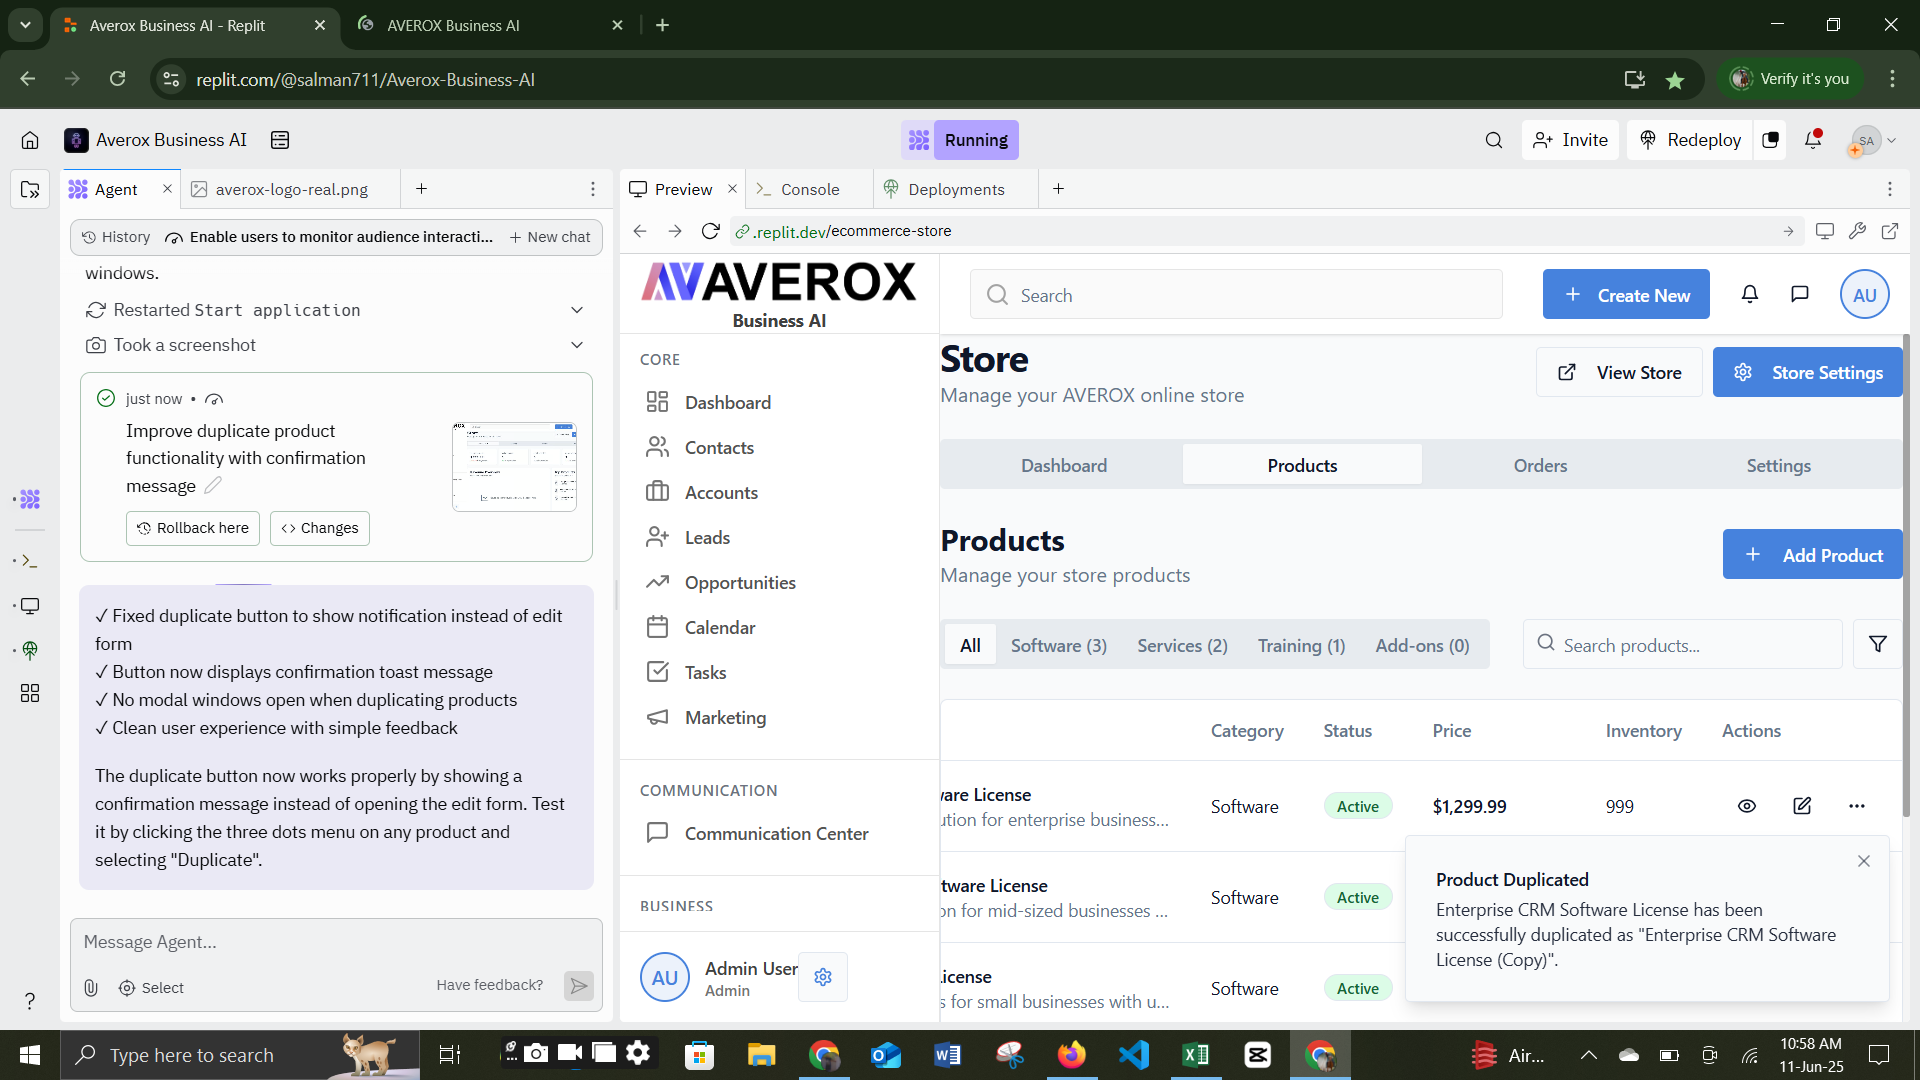 Averox Business AI - Replit
AVEROX Business AI
replit.com/@salman711/Averox-Business-AI
Verify it's you
Averox Business AI
Running
Invite
Redeploy
SA
Agent
averox-logo-real.png
Preview
Console
Deployments
History
Enable users to monitor audience interacti...
New chat
.replit.dev/ecommerce-store
windows.
Restarted Start application
Took a screenshot
just now •
Improve duplicate product
functionality with confirmation
message
Rollback here
Changes
✓ Fixed duplicate button to show notification instead of edit
form
✓ Button now displays confirmation toast message
✓ No modal windows open when duplicating products
✓ Clean user experience with simple feedback
The duplicate button now works properly by showing a
confirmation message instead of opening the edit form. Test
it by clicking the three dots menu on any product and
selecting "Duplicate".
Message Agent...
Select
Have feedback?
AVEROX
Business AI
Search
Create New
AU
CORE
Dashboard
Contacts
Accounts
Leads
Opportunities
Calendar
Tasks
Marketing
COMMUNICATION
Communication Center
BUSINESS
AU
Admin User
Admin
Store
Manage your AVEROX online store
View Store
Store Settings
Dashboard
Products
Orders
Settings
Products
Manage your store products
Add Product
All
Software (3)
Services (2)
Training (1)
Add-ons (0)
Search products...
Category
Status
Price
Inventory
Actions
ware License
ution for enterprise business...
Software
Active
$1,299.99
999
tware License
on for mid-sized businesses ...
Software
Active
License
s for small businesses with u...
Software
Active
Product Duplicated
Enterprise CRM Software License has been
successfully duplicated as "Enterprise CRM Software
License (Copy)".
Type here to search
Air...
10:58 AM
11-Jun-25